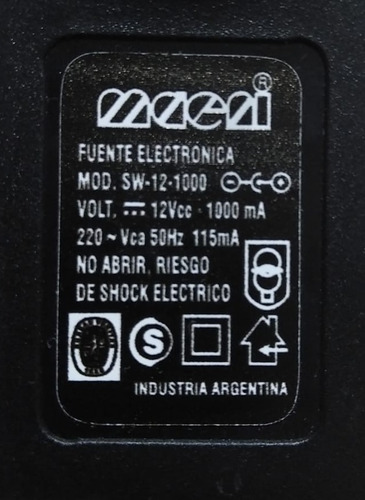 maeni®
FUENTE ELECTRÓNICA
MOD. SW-12-1000
VOLT. 12Vcc - 1000 mA
220 ~ Vca 50Hz 115mA
NO ABRIR, RIESGO
DE SHOCK ELECTRICO
S
INDUSTRIA ARGENTINA